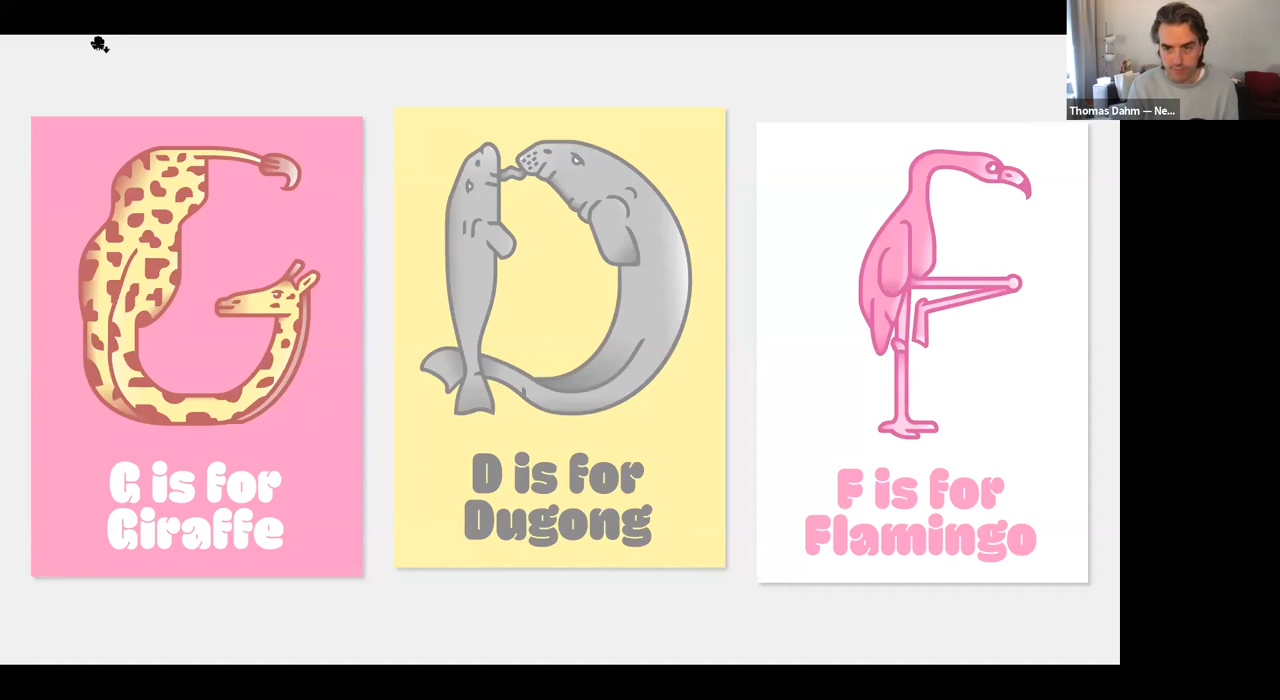 Thomas Dahm — Ne...
G is for
Giraffe
D is for
Dugong
F is for
Flamingo